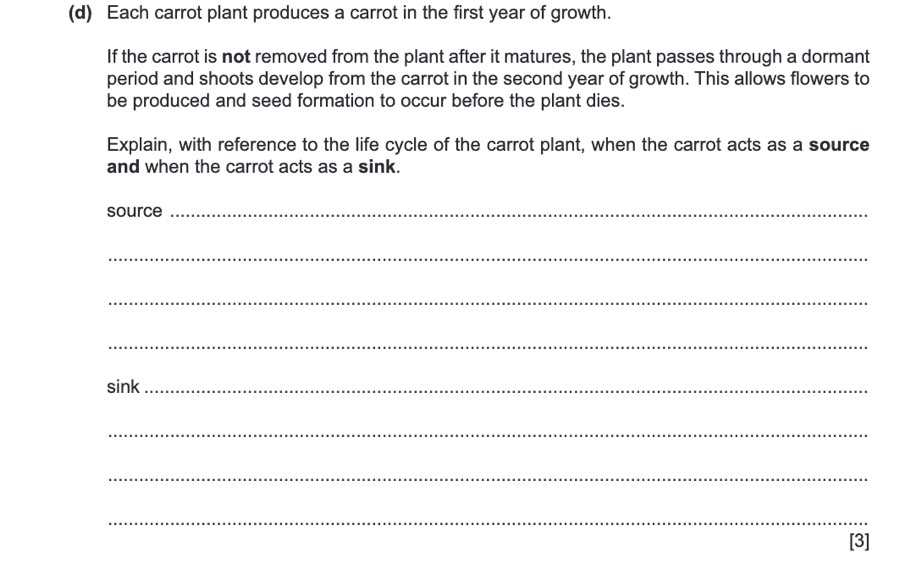 (d) Each carrot plant produces a carrot in the first year of growth.
If the carrot is not removed from the plant after it matures, the plant passes through a dormant
period and shoots develop from the carrot in the second year of growth. This allows flowers to
be produced and seed formation to occur before the plant dies.
Explain, with reference to the life cycle of the carrot plant, when the carrot acts as a source
and when the carrot acts as a sink.
source
sink
[3]